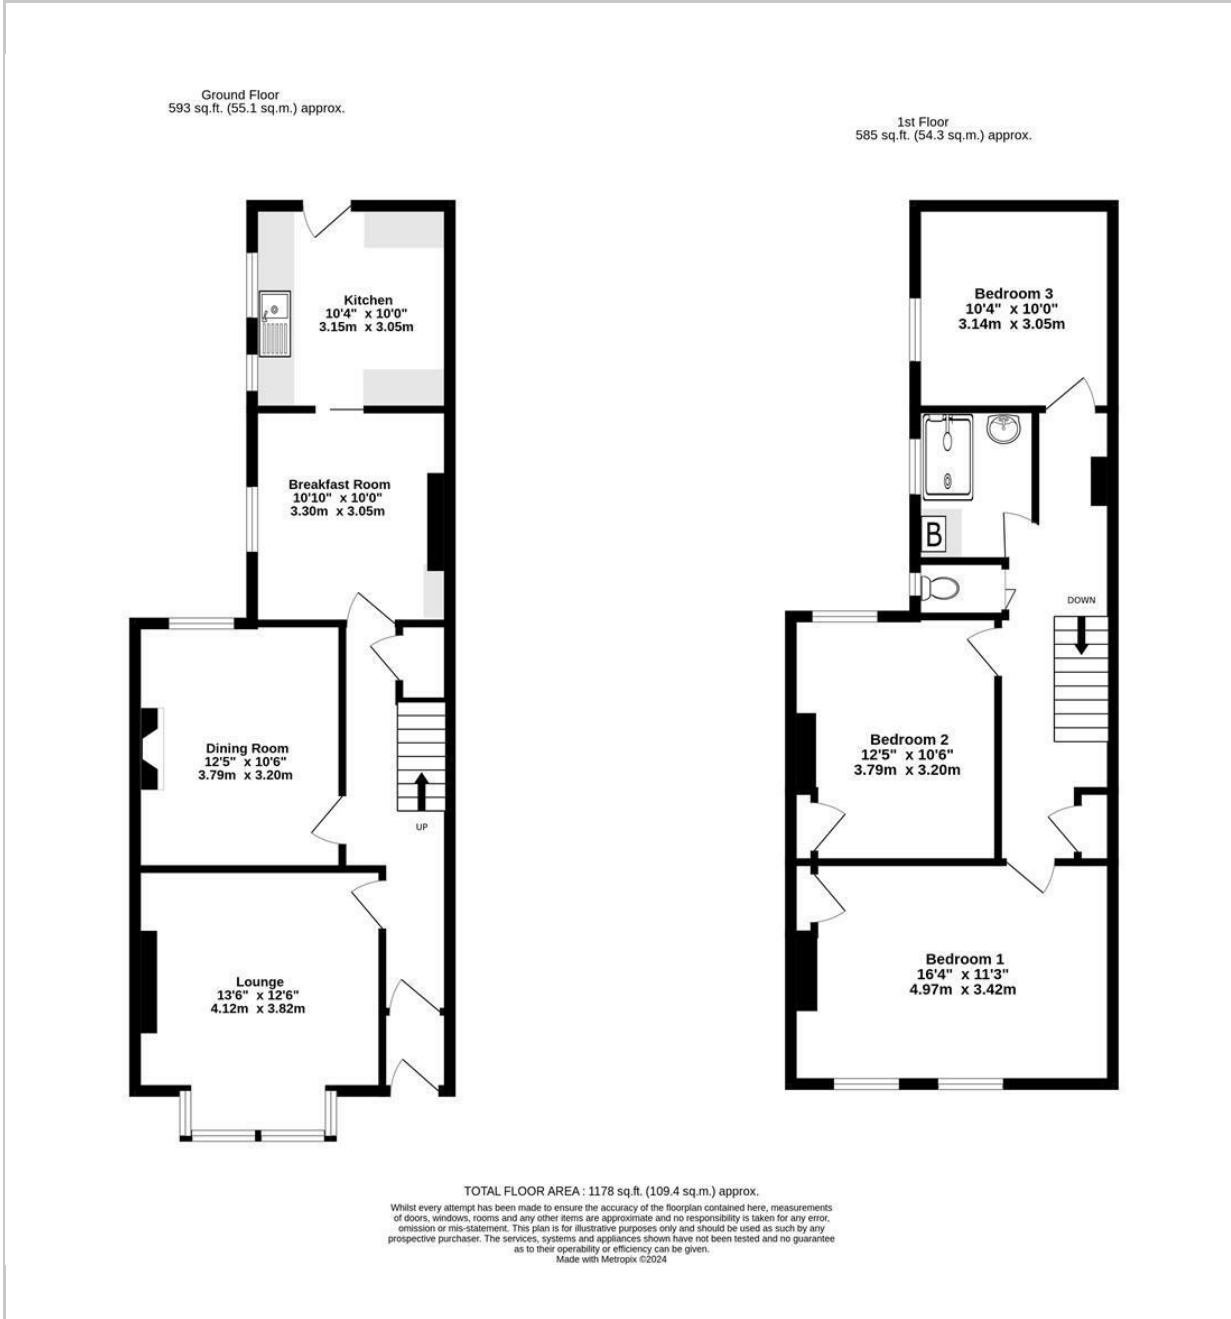 Ground Floor
593 sq.ft. (55.1 sq.m.) approx.
Kitchen
10'4" x 10'0"
3.15m x 3.05m
Breakfast Room
10'10" x 10'0"
3.30m x 3.05m
Dining Room
12'5" x 10'6"
3.79m x 3.20m
UP
Lounge
13'6" x 12'6"
4.12m x 3.82m
1st Floor
585 sq.ft. (54.3 sq.m.) approx.
Bedroom 3
10'4" x 10'0"
3.14m x 3.05m
B
DOWN
Bedroom 2
12'5" x 10'6"
3.79m x 3.20m
Bedroom 1
16'4" x 11'3"
4.97m x 3.42m
TOTAL FLOOR AREA : 1178 sq.ft. (109.4 sq.m.) approx.
Whilst every attempt has been made to ensure the accuracy of the floorplan contained here, measurements
of doors, windows, rooms and any other items are approximate and no responsibility is taken for any error,
omission or mis-statement. This plan is for illustrative purposes only and should be used as such by any
prospective purchaser. The services, systems and appliances shown have not been tested and no guarantee
as to their operability or efficiency can be given.
Made with Metropix ©2024